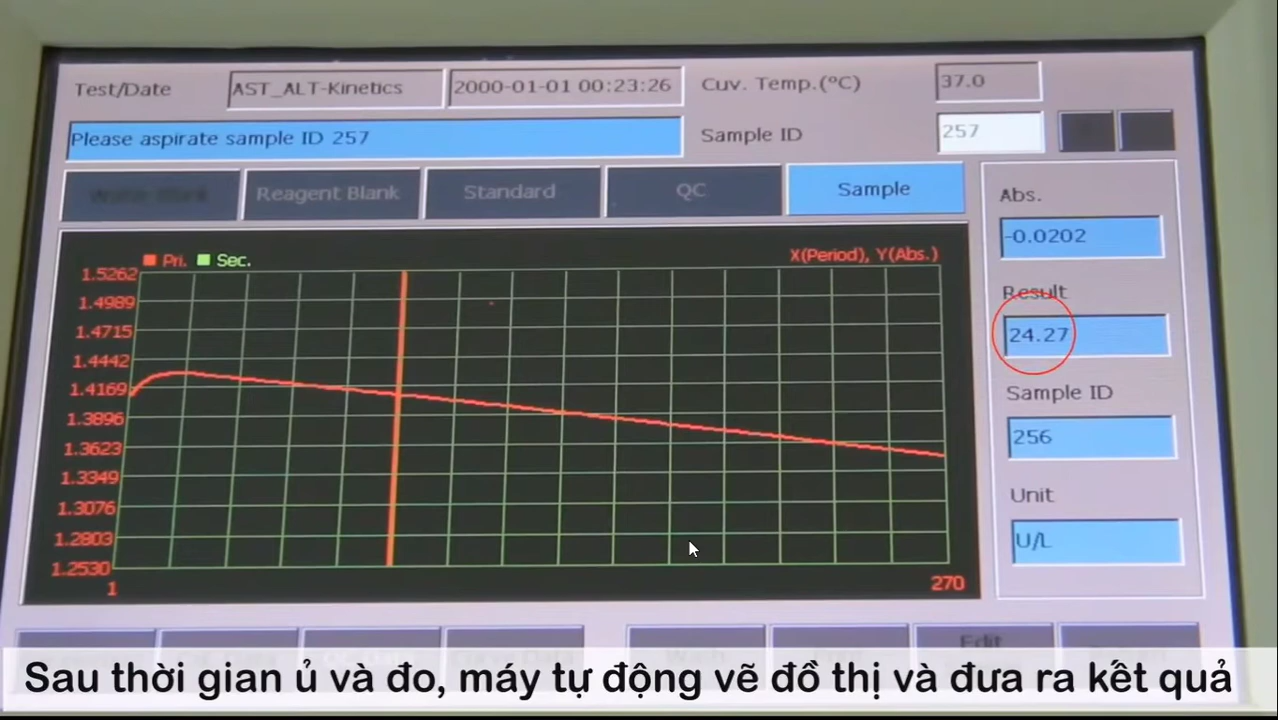 Test/Date
AST_ALT-Kinetics
2000-01-01 00:23:26
Cuv. Temp.(ºC)
37.0
Please aspirate sample ID 257
Sample ID
257
Reagent Blank
Standard
QC
Sample
Abs.
-0.0202
Result
24.27
Sample ID
256
Unit
U/L
Pri.
Sec.
X(Period), Y(Abs.)
1.5262
1.4989
1.4715
1.4442
1.4169
1.3896
1.3623
1.3349
1.3076
1.2803
1.2530
1
270
Edit
Sau thời gian ủ và đo, máy tự động vẽ đồ thị và đưa ra kết quả